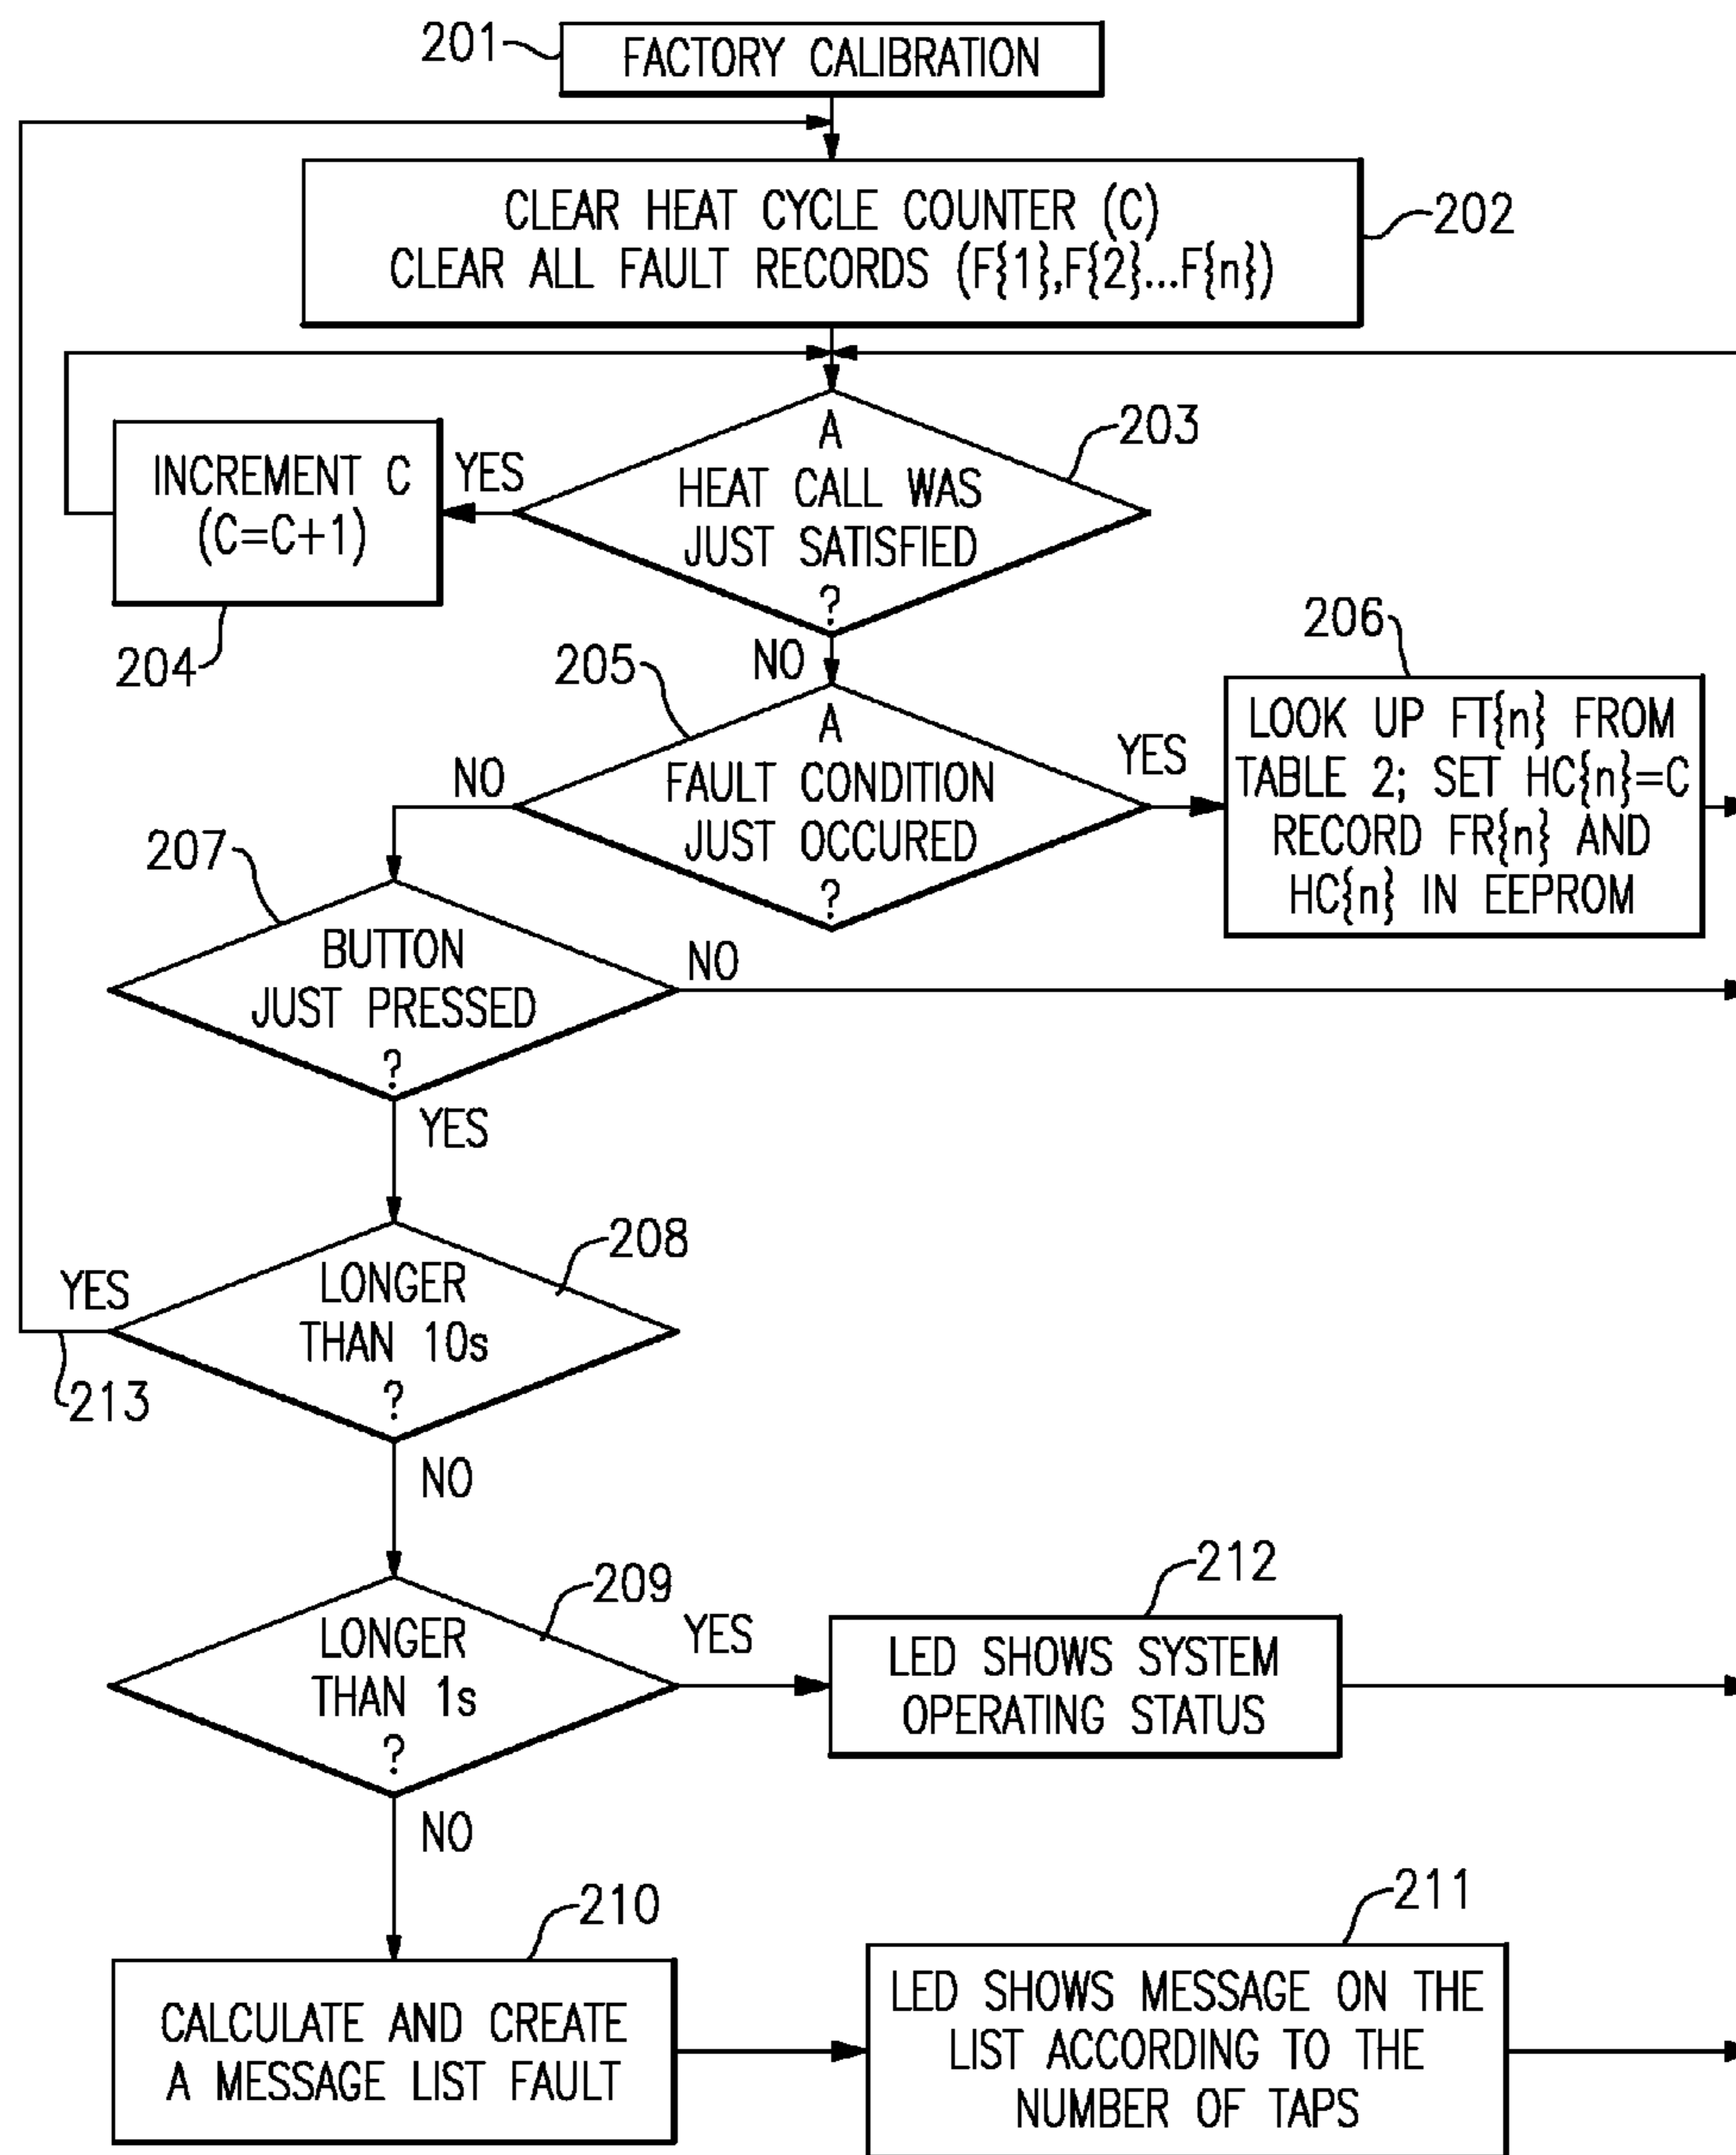 201
FACTORY CALIBRATION
CLEAR HEAT CYCLE COUNTER (C)
CLEAR ALL FAULT RECORDS (F{1},F{2}...F{n})
202
A
HEAT CALL WAS
JUST SATISFIED
?
203
YES
INCREMENT C
(C=C+1)
204
NO
205
A
FAULT CONDITION
JUST OCCURED
?
YES
206
LOOK UP FT{n} FROM
TABLE 2; SET HC{n}=C
RECORD FR{n} AND
HC{n} IN EEPROM
NO
207
BUTTON
JUST PRESSED
?
NO
YES
208
LONGER
THAN 10s
?
YES
213
NO
209
LONGER
THAN 1s
?
YES
212
LED SHOWS SYSTEM
OPERATING STATUS
NO
210
CALCULATE AND CREATE
A MESSAGE LIST FAULT
211
LED SHOWS MESSAGE ON THE
LIST ACCORDING TO THE
NUMBER OF TAPS